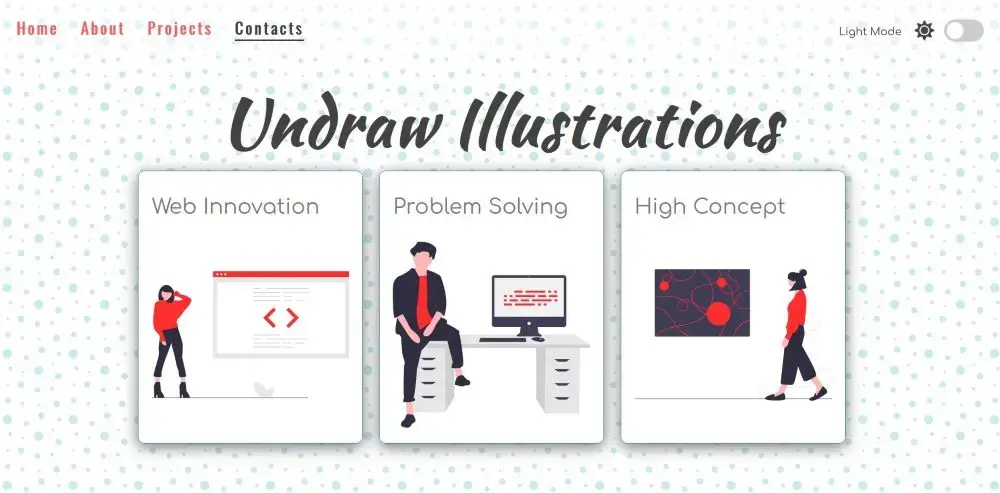 Home About Projects Contacts Light Mode
Undraw Illustrations
Web Innovation
Problem Solving
High Concept